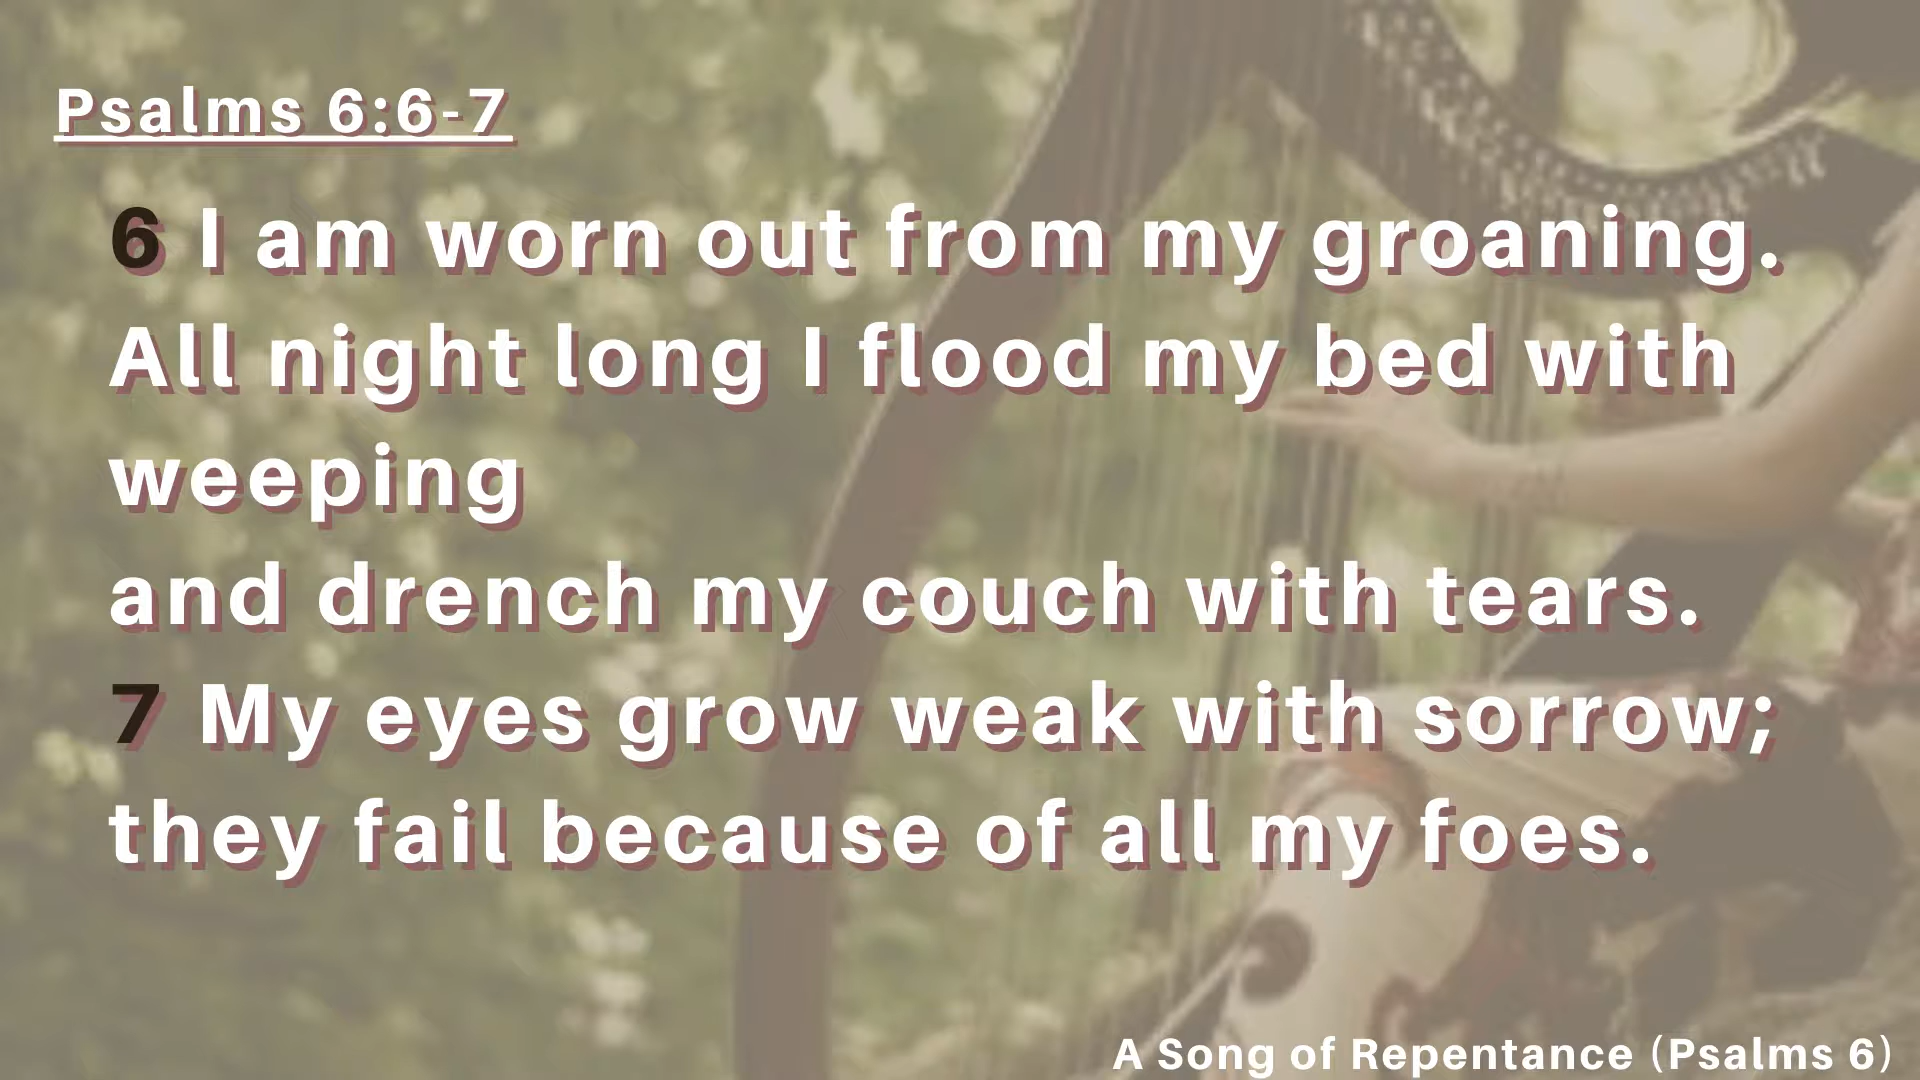 Psalms 6:6-7
6 I am worn out from my groaning.
All night long I flood my bed with
weeping
and drench my couch with tears.
7 My eyes grow weak with sorrow;
they fail because of all my foes.
A Song of Repentance (Psalms 6)